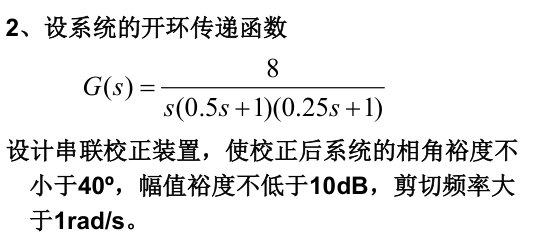 2、设系统的开环传递函数
G(s) = 8 / s(0.5s+1)(0.25s+1)
设计串联校正装置，使校正后系统的相角裕度不
小于40º，幅值裕度不低于10dB，剪切频率大
于1rad/s。